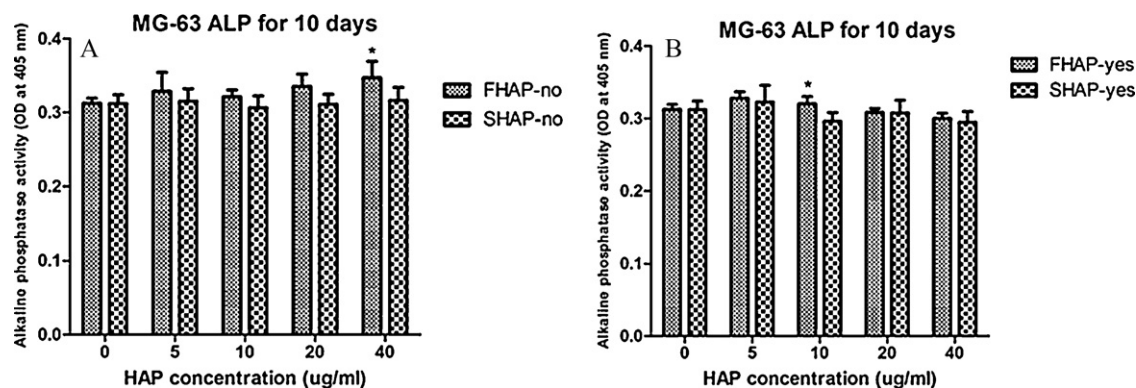 MG-63 ALP for 10 days
A
Alkalino phosphataso activity (OD at 405 nm)
0.4
0.3
0.2
0.1
0.0
*
0 5 10 20 40
HAP concentration (ug/ml)
FHAP-no
SHAP-no
MG-63 ALP for 10 days
B
Alkalino phosphataso activity (OD at 405 nm)
0.4
0.3
0.2
0.1
0.0
*
0 5 10 20 40
HAP concentration (ug/ml)
FHAP-yes
SHAP-yes